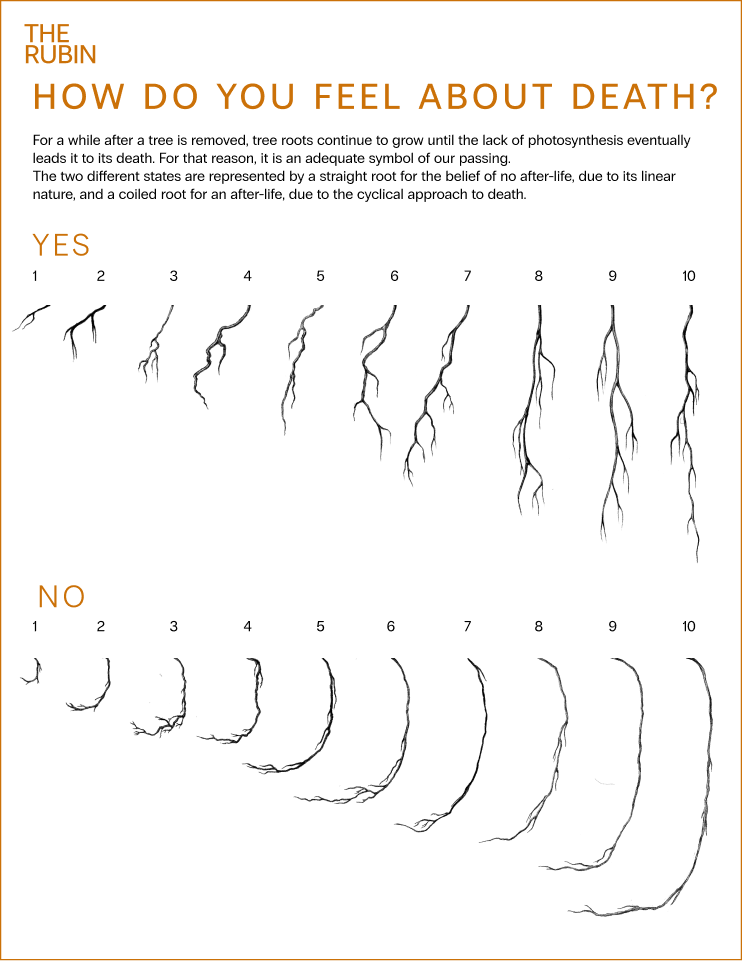 THE
RUBIN
HOW DO YOU FEEL ABOUT DEATH?
For a while after a tree is removed, tree roots continue to grow until the lack of photosynthesis eventually
leads it to its death. For that reason, it is an adequate symbol of our passing.
The two different states are represented by a straight root for the belief of no after-life, due to its linear
nature, and a coiled root for an after-life, due to the cyclical approach to death.
YES
1 2 3 4 5 6 7 8 9 10
NO
1 2 3 4 5 6 7 8 9 10